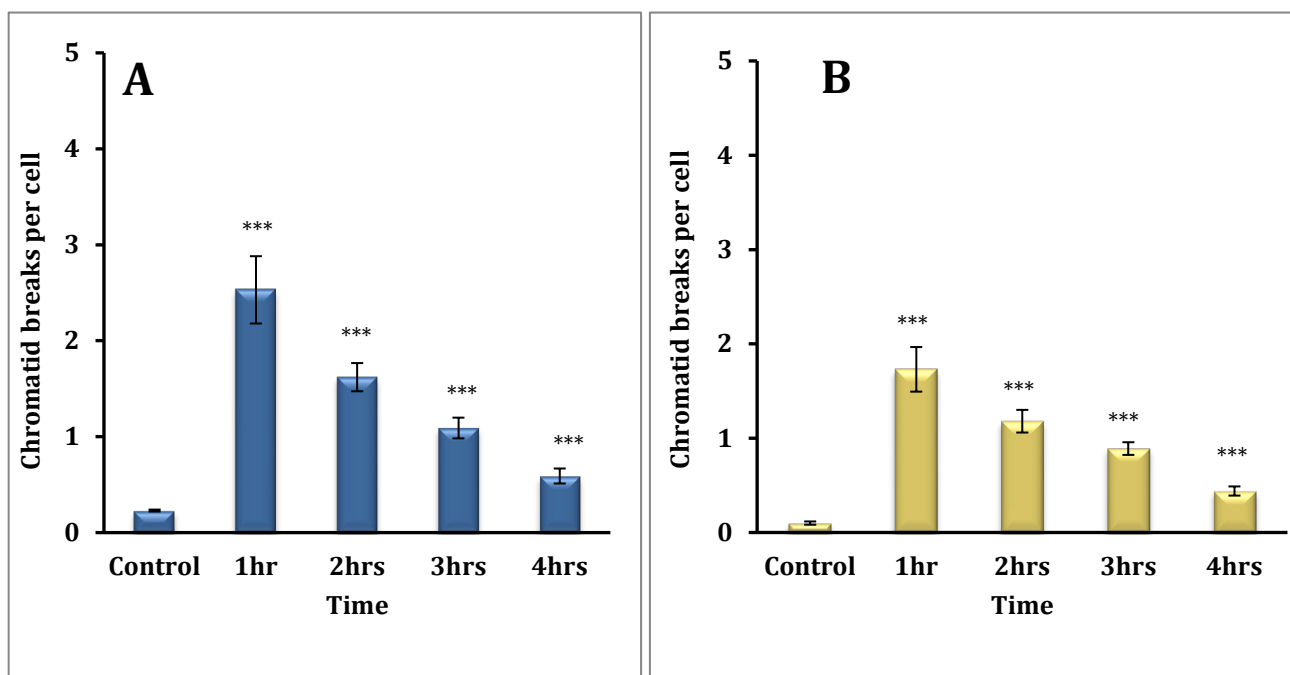 A
Chromatid breaks per cell
5
4
3
2
1
0
***
***
***
***
Control 1hr 2hrs 3hrs 4hrs
Time
B
Chromatid breaks per cell
5
4
3
2
1
0
***
***
***
***
Control 1hr 2hrs 3hrs 4hrs
Time